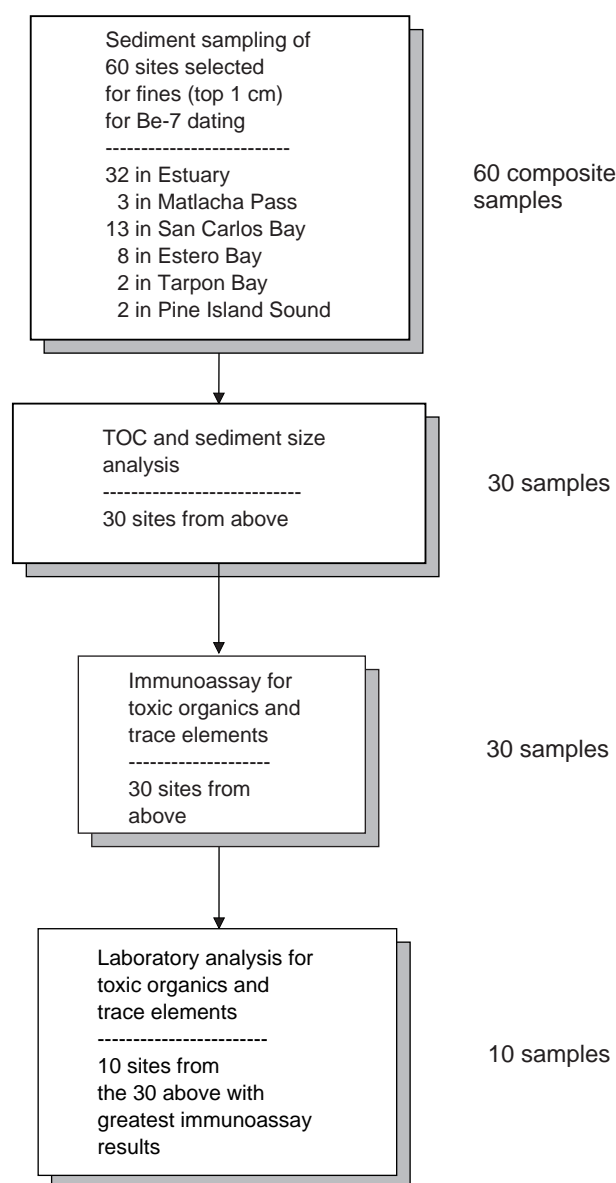 Sediment sampling of
60 sites selected
for fines (top 1 cm)
for Be-7 dating
--------------------------
32 in Estuary
3 in Matlacha Pass
13 in San Carlos Bay
8 in Estero Bay
2 in Tarpon Bay
2 in Pine Island Sound
60 composite
samples
TOC and sediment size
analysis
----------------------------
30 sites from above
30 samples
Immunoassay for
toxic organics and
trace elements
--------------------
30 sites from
above
30 samples
Laboratory analysis for
toxic organics and
trace elements
------------------------
10 sites from
the 30 above with
greatest immunoassay
results
10 samples